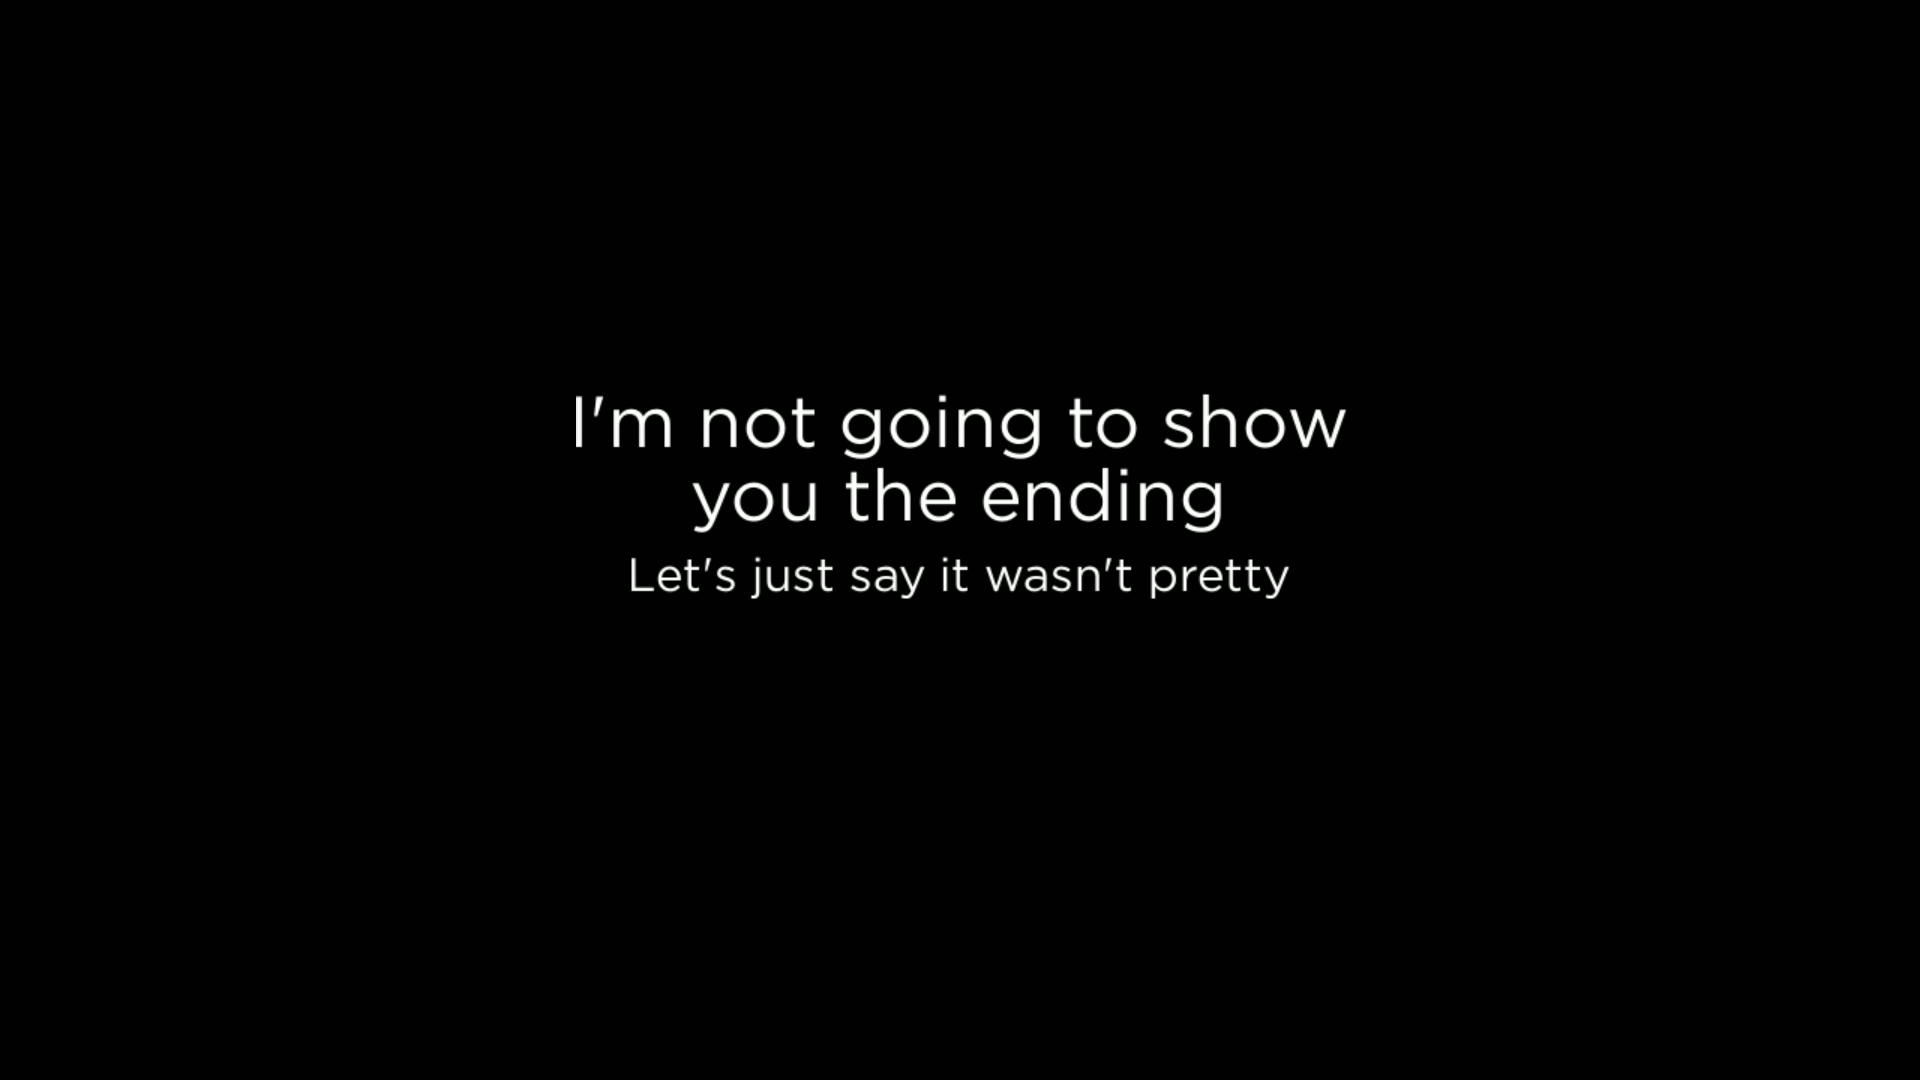 I'm not going to show
you the ending
Let's just say it wasn't pretty